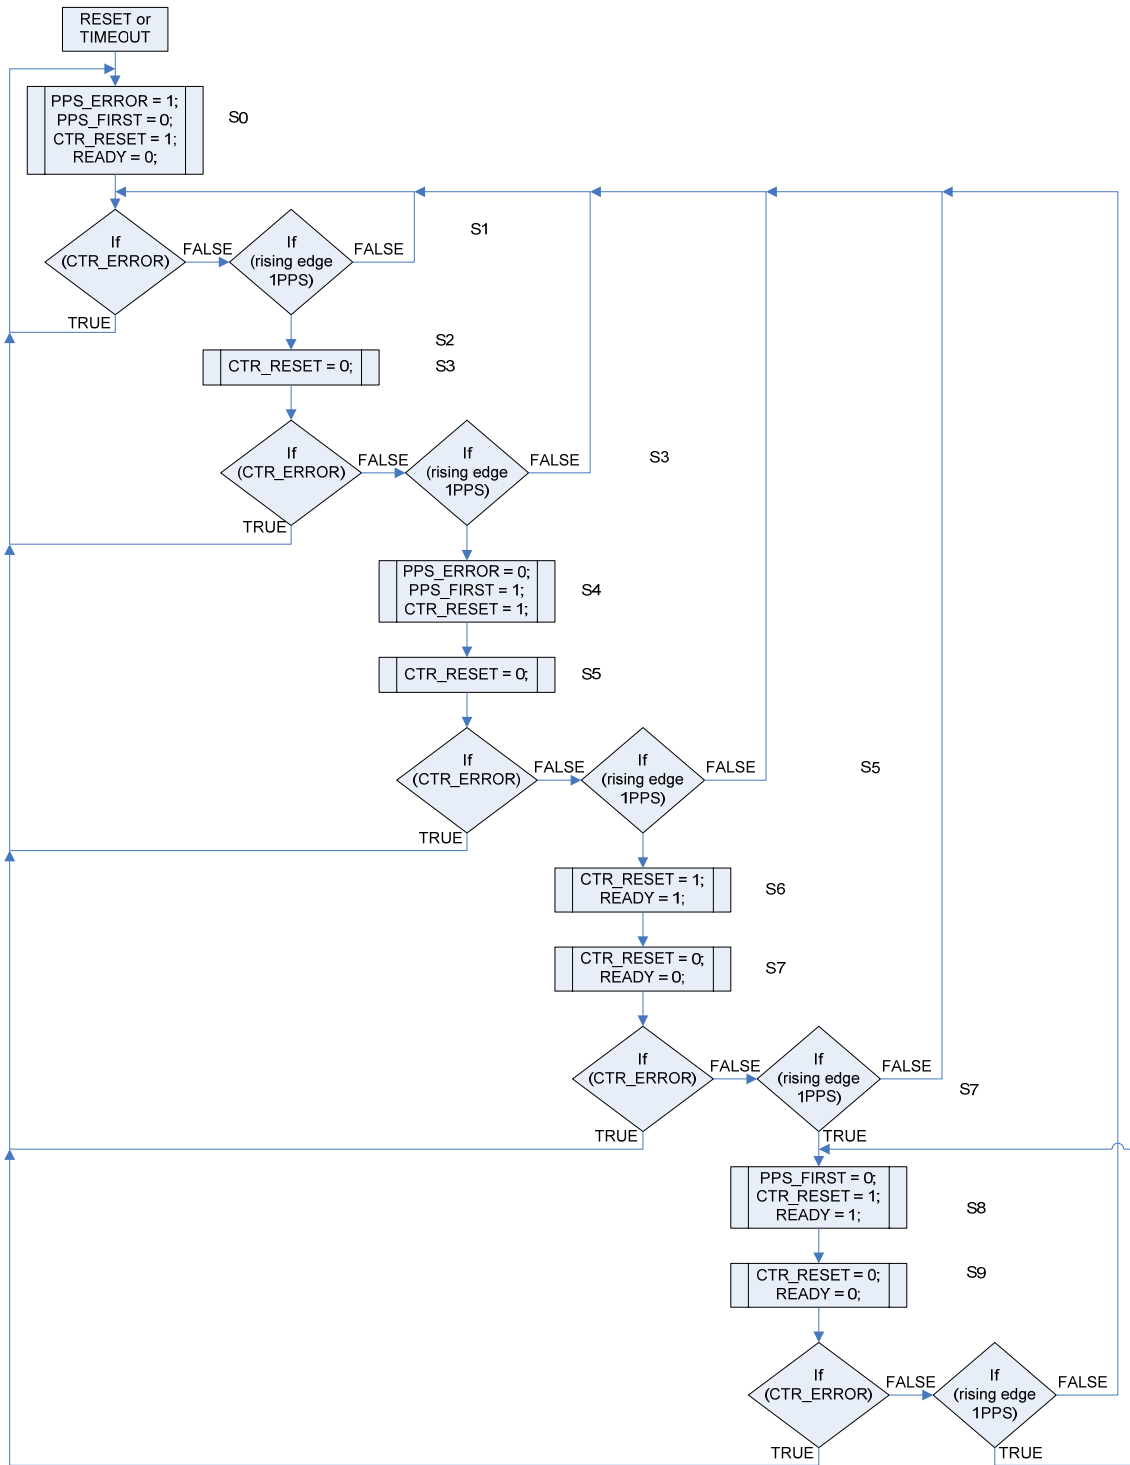 RESET or
TIMEOUT
PPS_ERROR = 1;
PPS_FIRST = 0;
CTR_RESET = 1;
READY = 0;
S0
If
(CTR_ERROR)
FALSE
If
(rising edge
1PPS)
FALSE
S1
TRUE
S2
CTR_RESET = 0;
S3
If
(CTR_ERROR)
FALSE
If
(rising edge
1PPS)
FALSE
S3
TRUE
PPS_ERROR = 0;
PPS_FIRST = 1;
CTR_RESET = 1;
S4
CTR_RESET = 0;
S5
If
(CTR_ERROR)
FALSE
If
(rising edge
1PPS)
FALSE
S5
TRUE
CTR_RESET = 1;
READY = 1;
S6
CTR_RESET = 0;
READY = 0;
S7
If
(CTR_ERROR)
FALSE
If
(rising edge
1PPS)
FALSE
S7
TRUE
TRUE
PPS_FIRST = 0;
CTR_RESET = 1;
READY = 1;
S8
CTR_RESET = 0;
READY = 0;
S9
If
(CTR_ERROR)
FALSE
If
(rising edge
1PPS)
FALSE
TRUE
TRUE